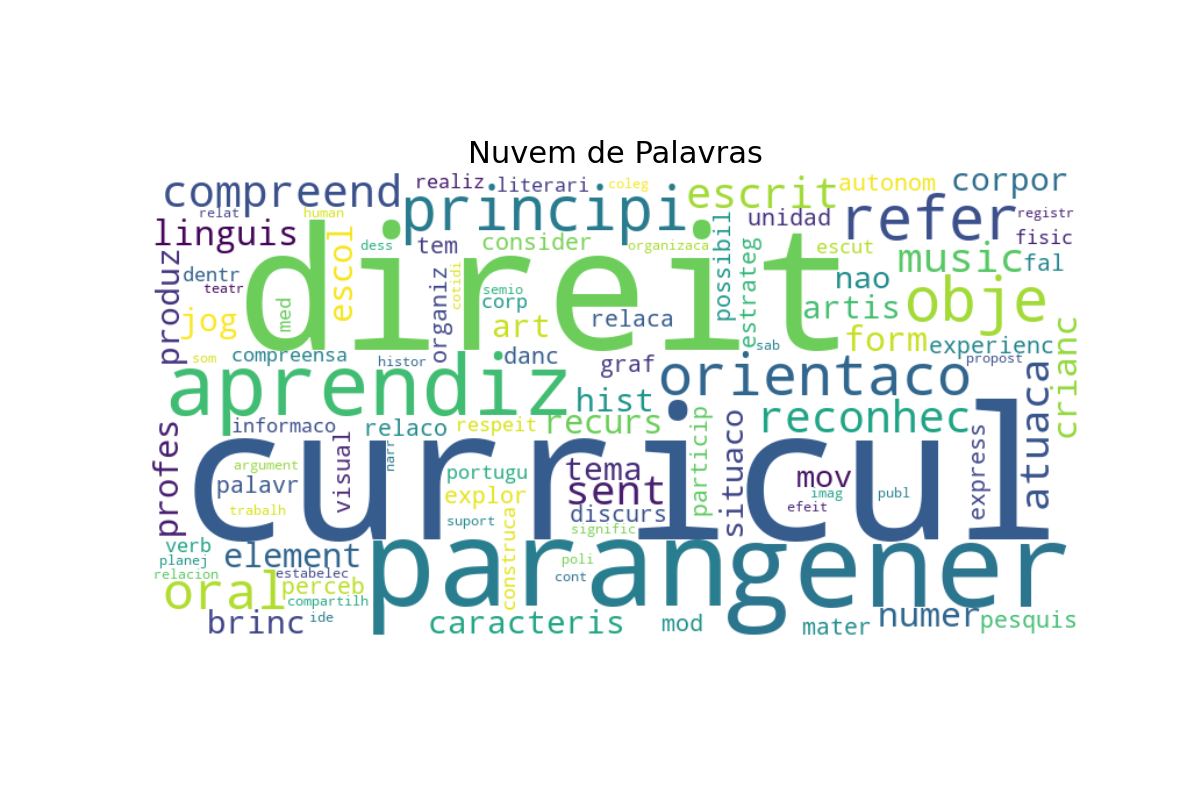 Nuvem de Palavras
compreend
realiz
literari
coleg
escrit
autonom
corpor
relat
human
principi
unidad
refer
registr
linguis
direit
dess
tem
consider
organizaca
possibil
escut
fisic
escol
produz
dentr
teatr
med
organiz
cotidi
semio
corp
estrateg
nao
music
fal
jog
art
relaca
artis
obje
som
compreensa
histor
danc
graf
sab
form
experienc
propost
crianc
aprendiz
orientaco
hist
recurs
reconhec
atuaca
informaco
relaco
respeit
particip
situaco
profes
argument
visual
narr
curricul
palavr
portugu
tema
sent
mov
express
trabalh
explor
discurs
imag
publ
efeit
suport
signific
construca
verb
planej
relacion
element
estabelec
poli
cont
paran
gener
oral
perceb
compartilh
brinc
ide
caracteris
mod
mater
numer
pesquis